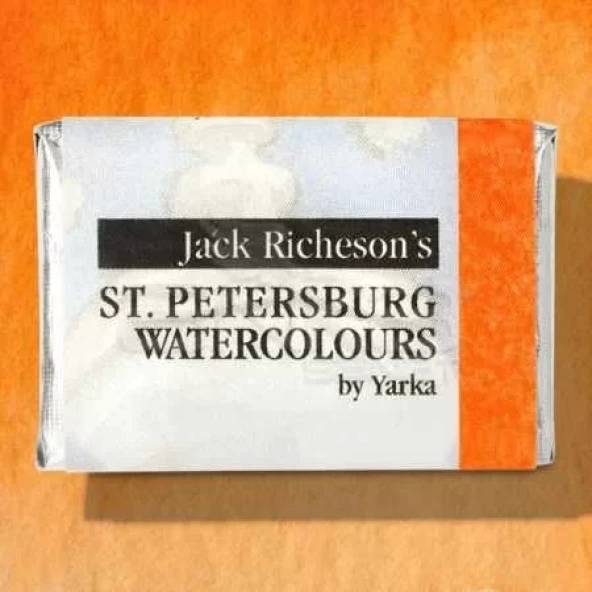 Jack Richeson's
ST. PETERSBURG
WATERCOLOURS
by Yarka